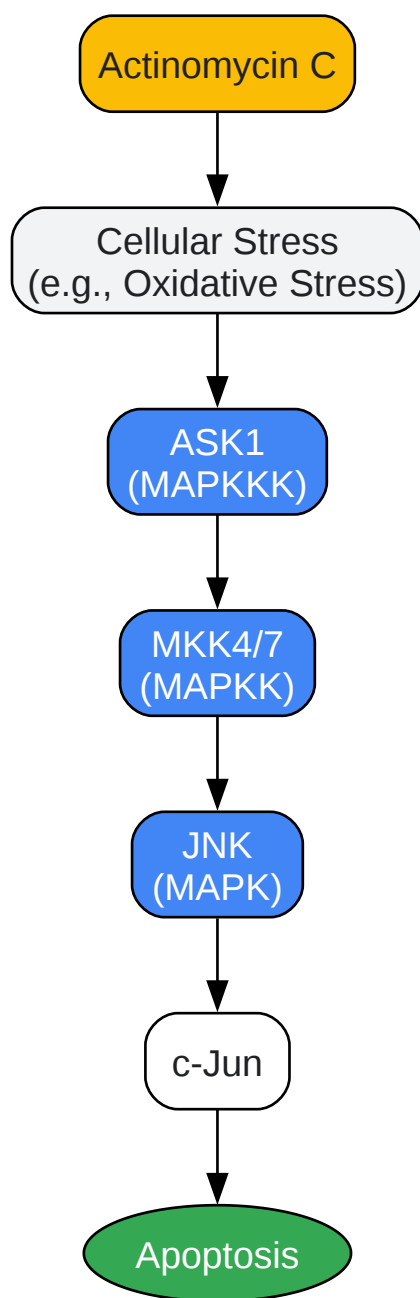 Actinomycin C
Cellular Stress
(e.g., Oxidative Stress)
ASK1
(MAPKKK)
MKK4/7
(MAPKK)
JNK
(MAPK)
c-Jun
Apoptosis